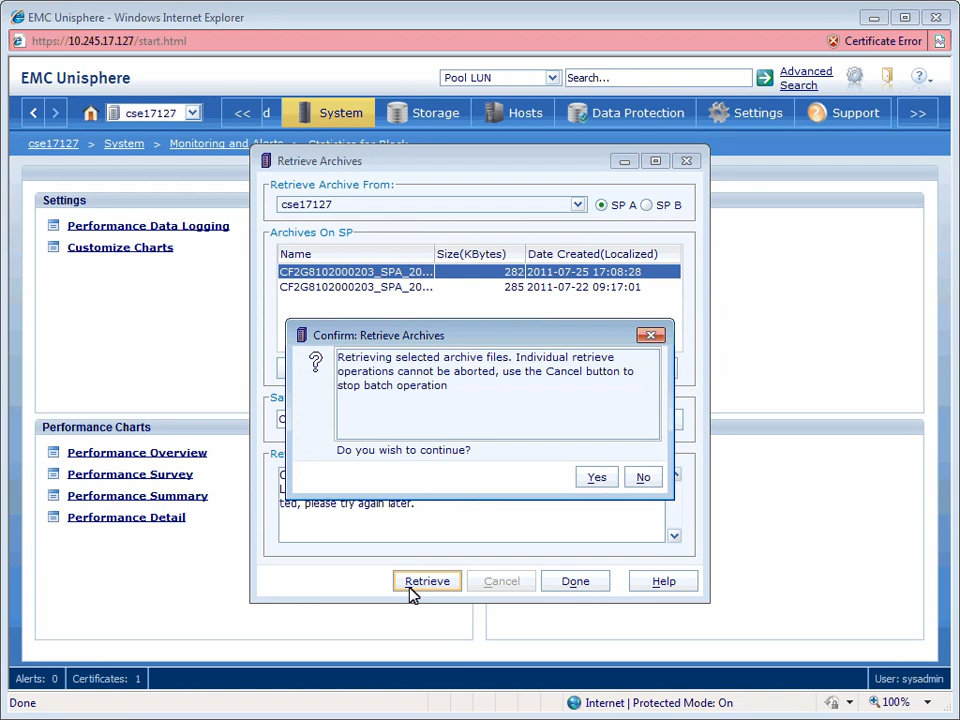 EMC Unisphere - Windows Internet Explorer
https://10.245.17.127/start.html
Certificate Error
EMC Unisphere
Pool LUN
Search...
Advanced Search
cse17127
<<
d
System
Storage
Hosts
Data Protection
Settings
Support
>>
cse17127 > System > Monitoring and Alerts > Statistics for Block
Retrieve Archives
Retrieve Archive From:
cse17127
SP A
SP B
Archives On SP
Name
Size(KBytes)
Date Created(Localized)
CF2G8102000203_SPA_20... 282 2011-07-25 17:08:28
CF2G8102000203_SPA_20... 285 2011-07-22 09:17:01
Confirm: Retrieve Archives
Retrieving selected archive files. Individual retrieve
operations cannot be aborted, use the Cancel button to
stop batch operation
Do you wish to continue?
Yes
No
ted, please try again later.
Retrieve
Cancel
Done
Help
Settings
Performance Data Logging
Customize Charts
Performance Charts
Performance Overview
Performance Survey
Performance Summary
Performance Detail
Alerts: 0
Certificates: 1
User: sysadmin
Done
Internet | Protected Mode: On
100%